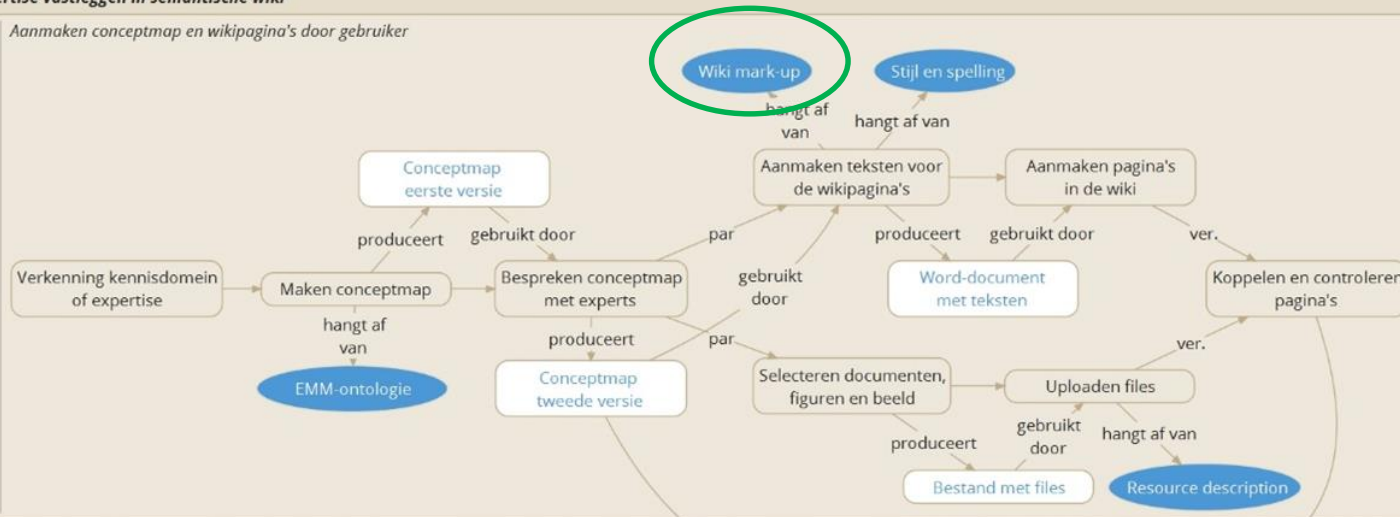 Aanmaken conceptmap en wikipagina's door gebruiker
Wiki mark-up
Stijl en spelling
hangt af
van
hangt af van
Conceptmap
eerste versie
Aanmaken teksten voor
de wikipagina's
Aanmaken pagina's
in de wiki
produceert
gebruikt door
par
produceert
gebruikt door
ver.
Verkenning kennisdomein
of expertise
Maken conceptmap
Bespreken conceptmap
met experts
gebruikt
door
Word-document
met teksten
Koppelen en controleren
pagina's
hangt af
van
produceert
par
ver.
EMM-ontologie
Conceptmap
tweede versie
Selecteren documenten,
figuren en beeld
Uploaden files
produceert
gebruikt
door
hangt af van
Bestand met files
Resource description